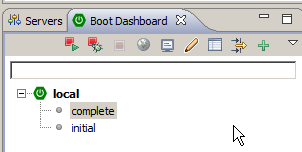 Servers Boot Dashboard
local
complete
initial